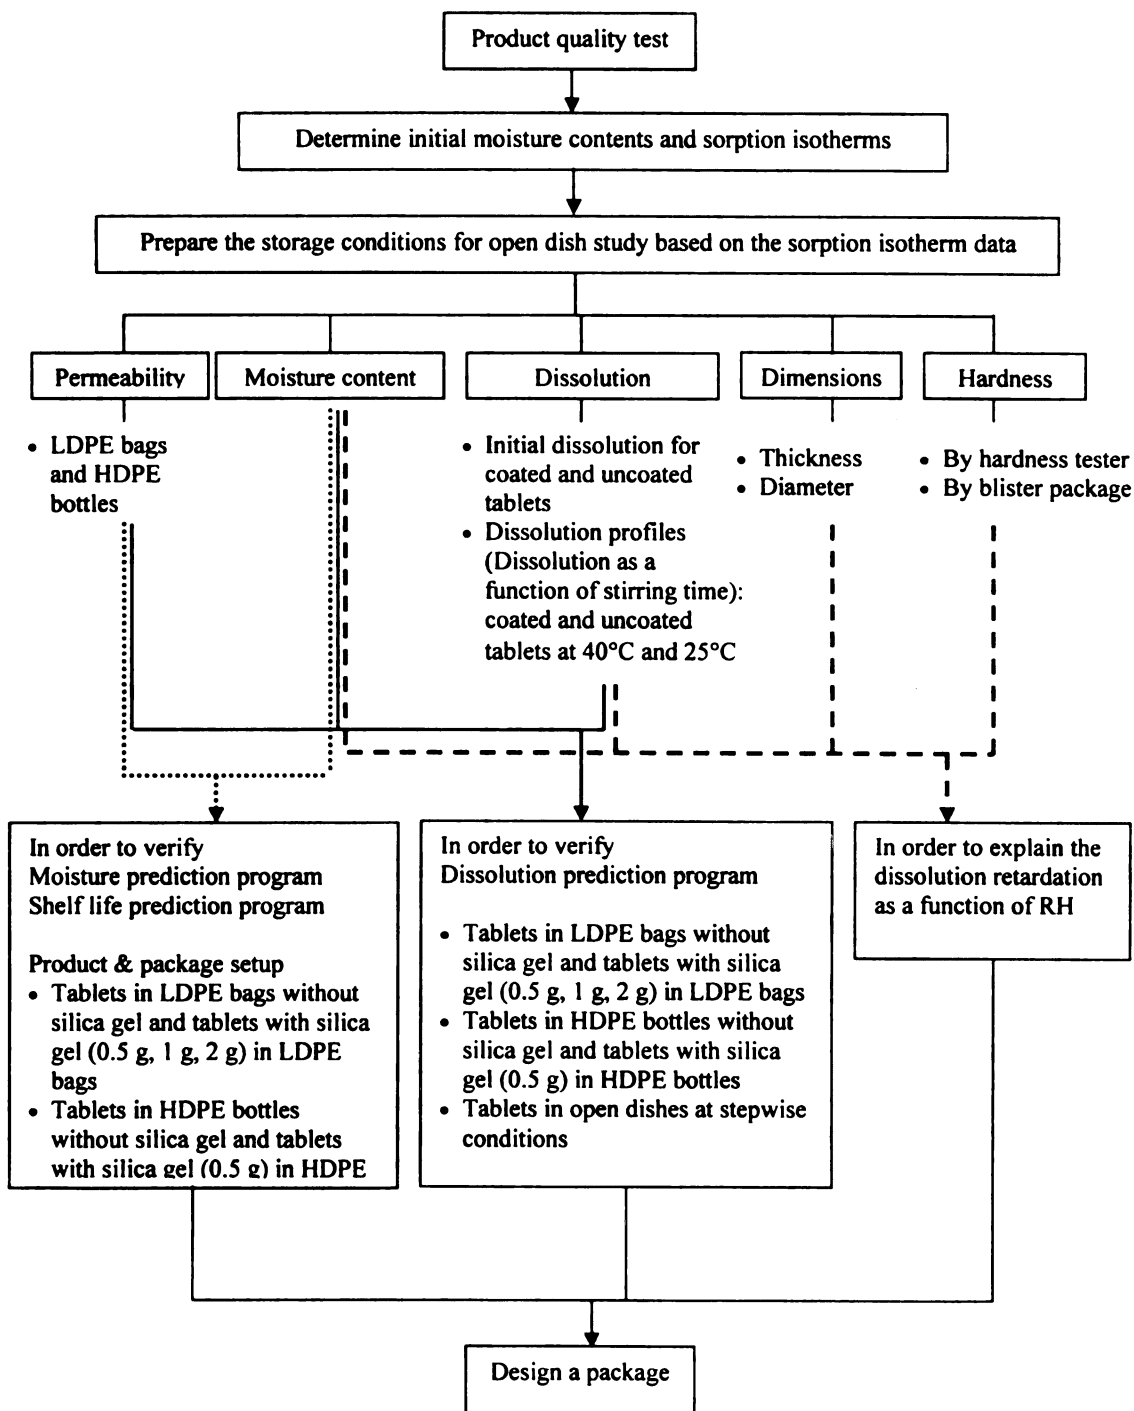 Product quality test
Determine initial moisture contents and sorption isotherms
Prepare the storage conditions for open dish study based on the sorption isotherm data
Permeability
Moisture content
Dissolution
Dimensions
Hardness
• LDPE bags
and HDPE
bottles
• Initial dissolution for
coated and uncoated
tablets
• Dissolution profiles
(Dissolution as a
function of stirring time):
coated and uncoated
tablets at 40°C and 25°C
• Thickness
• Diameter
• By hardness tester
• By blister package
In order to verify
Moisture prediction program
Shelf life prediction program
Product & package setup
• Tablets in LDPE bags without
silica gel and tablets with silica
gel (0.5 g, 1 g, 2 g) in LDPE
bags
• Tablets in HDPE bottles
without silica gel and tablets
with silica gel (0.5 g) in HDPE
In order to verify
Dissolution prediction program
• Tablets in LDPE bags without
silica gel and tablets with silica
gel (0.5 g, 1 g, 2 g) in LDPE bags
• Tablets in HDPE bottles without
silica gel and tablets with silica
gel (0.5 g) in HDPE bottles
• Tablets in open dishes at stepwise
conditions
In order to explain the
dissolution retardation
as a function of RH
Design a package